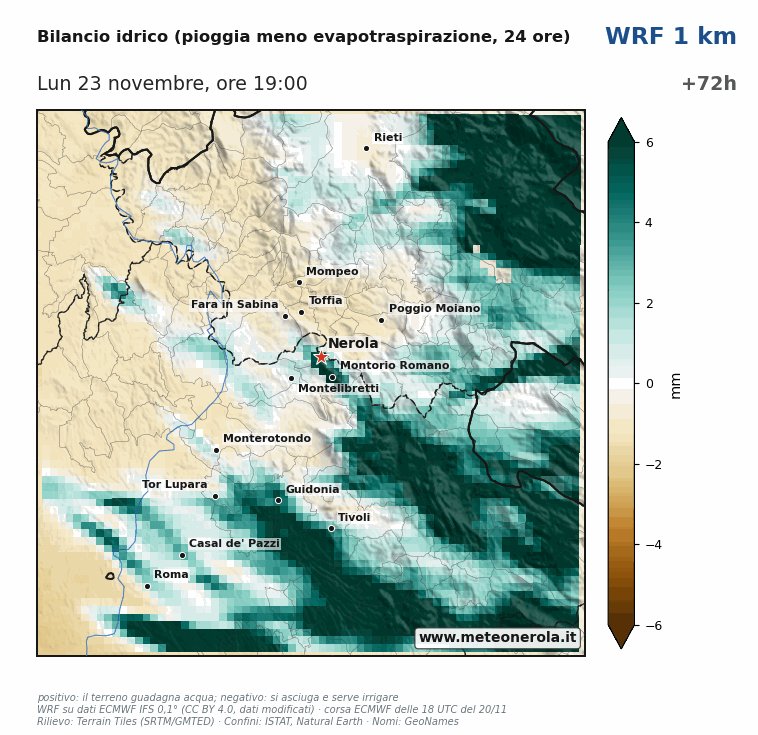 Bilancio idrico (pioggia meno evapotraspirazione, 24 ore)
WRF 1 km
Lun 23 novembre, ore 19:00
+72h
Rieti
Mompeo
Fara in Sabina
Toffia
Poggio Moiano
Nerola
Montorio Romano
Montelibretti
Monterotondo
Tor Lupara
Guidonia
Tivoli
Casal de' Pazzi
Roma
www.meteonerola.it
6
4
2
0
−2
−4
−6
mm
positivo: il terreno guadagna acqua; negativo: si asciuga e serve irrigare
WRF su dati ECMWF IFS 0,1° (CC BY 4.0, dati modificati) · corsa ECMWF delle 18 UTC del 20/11
Rilievo: Terrain Tiles (SRTM/GMTED) · Confini: ISTAT, Natural Earth · Nomi: GeoNames